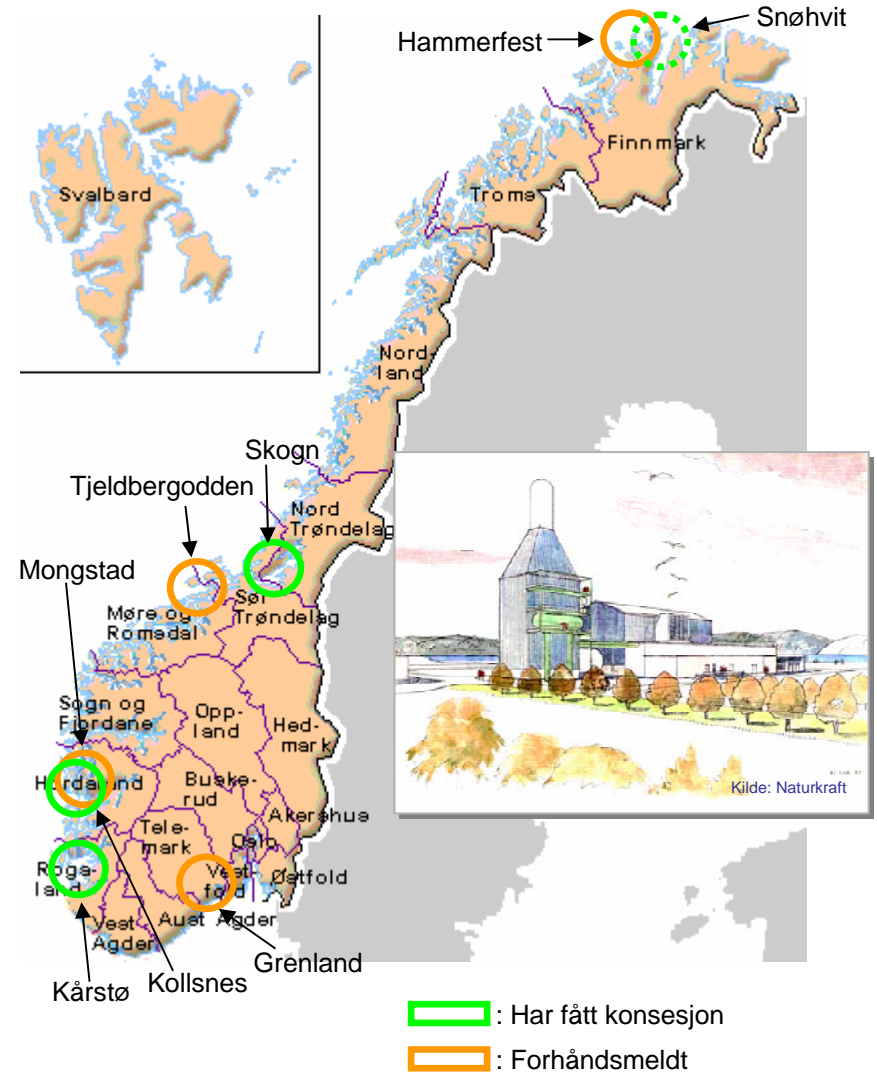 Snøhvit
Hammerfest
Finnmark
Troms
Svalbard
Nord-
land
Skogn
Tjeldbergodden
Nord
Trøndelag
Mongstad
Sør
Trøndelag
Møre og
Romsdal
Sogn og
Fjordane
Opp-
land
Hed-
mark
Hordaland
Buske-
rud
Akershus
Tele-
mark
Oslo
Roga-
land
Vest
fold
Østfold
Vest
Agder
Aust Agder
Grenland
Kollsnes
Kårstø
Kilde: Naturkraft
: Har fått konsesjon
: Forhåndsmeldt